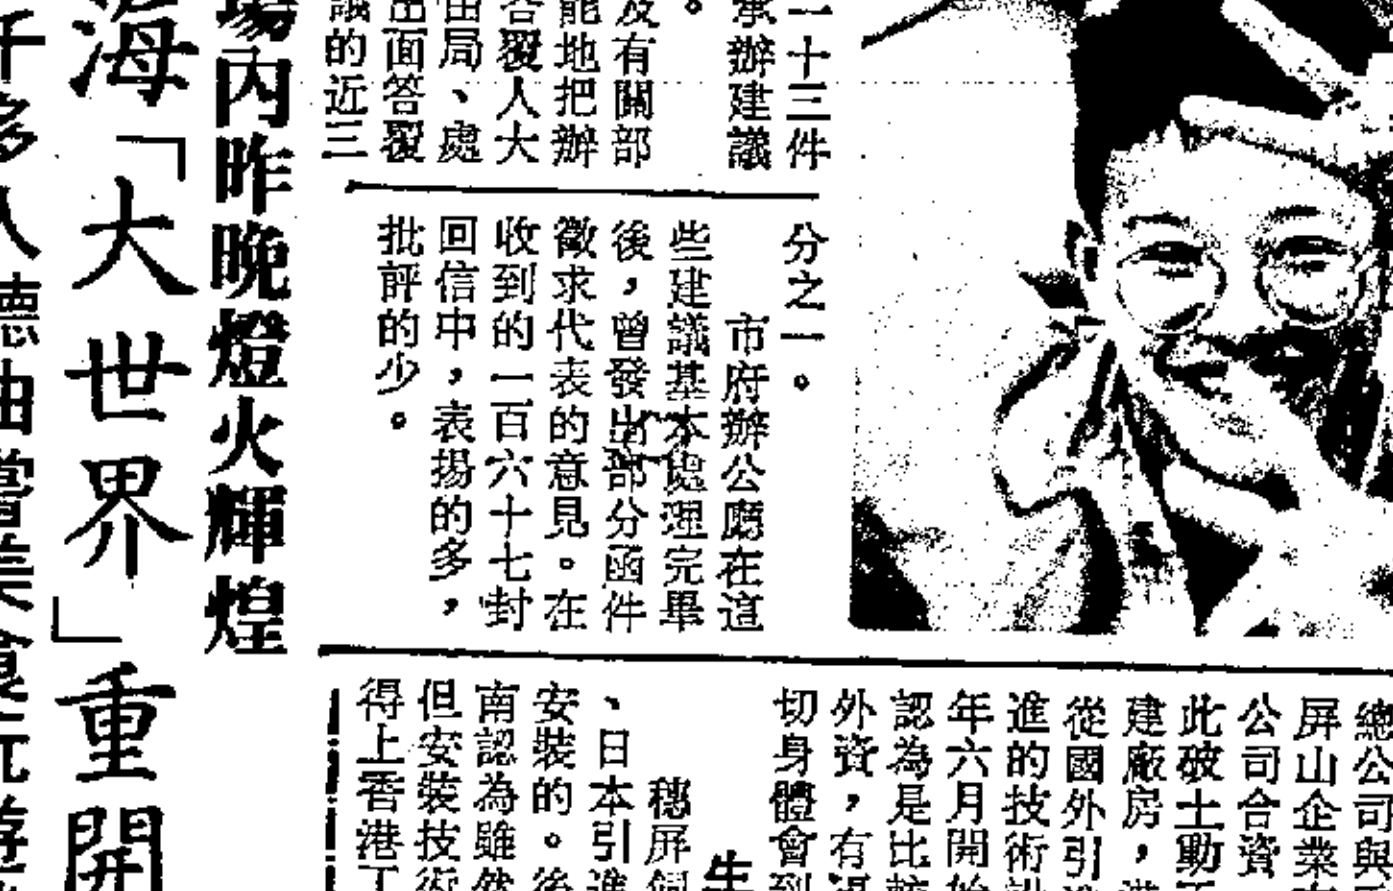 十三件
承辦建議
。
及有關部
能地把辦
答覆人大
由局、處
出面答覆
議的近三
分之一。
市府辦公廳在這
些建議基本處理完畢
後,曾發出部分函件
徵求代表的意見。在
收到的一百六十七封
回信中,表揚的多,
批評的少。
總公司與
屏山企業
公司合資
此破土動
建廠房,
從國外引
進的技術
年六月開始
認為是比較
外資,有
切身體會到
生
穗屏飼
、日本引進
安裝的。後
南認為雖然
但安裝技術
得上香港
場內昨晚燈火輝煌
海「大世界」重開
多人